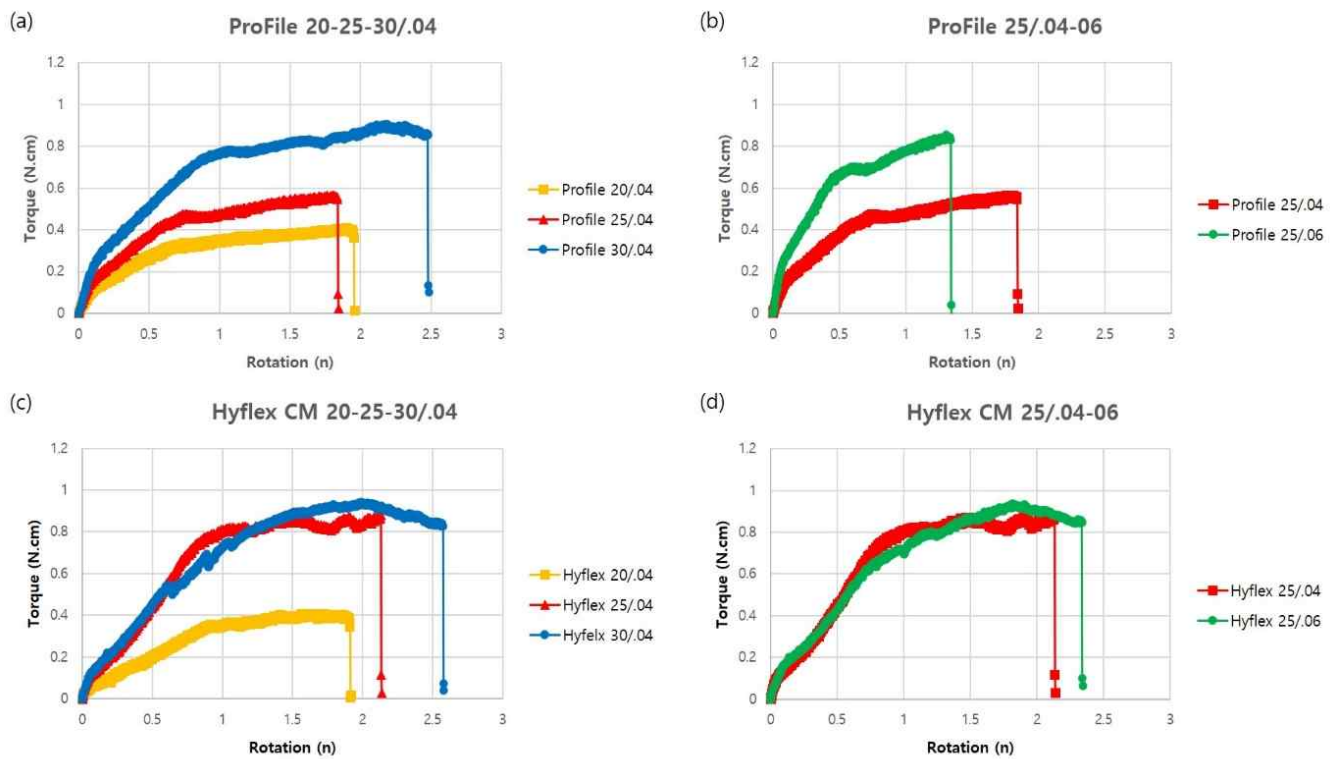 (a)
ProFile 20-25-30/.04
1.2
1
0.8
0.6
0.4
0.2
0
Torque (N.cm)
0
0.5
1
1.5
2
2.5
3
Rotation (n)
Profile 20/.04
Profile 25/.04
Profile 30/.04
(b)
ProFile 25/.04-06
1.2
1
0.8
0.6
0.4
0.2
0
Torque (N.cm)
0
0.5
1
1.5
2
2.5
3
Rotation (n)
Profile 25/.04
Profile 25/.06
(c)
Hyflex CM 20-25-30/.04
1.2
1
0.8
0.6
0.4
0.2
0
Torque (N.cm)
0
0.5
1
1.5
2
2.5
3
Rotation (n)
Hyflex 20/.04
Hyflex 25/.04
Hyfelx 30/.04
(d)
Hyflex CM 25/.04-06
1.2
1
0.8
0.6
0.4
0.2
0
Torque (N.cm)
0
0.5
1
1.5
2
2.5
3
Rotation (n)
Hyflex 25/.04
Hyflex 25/.06